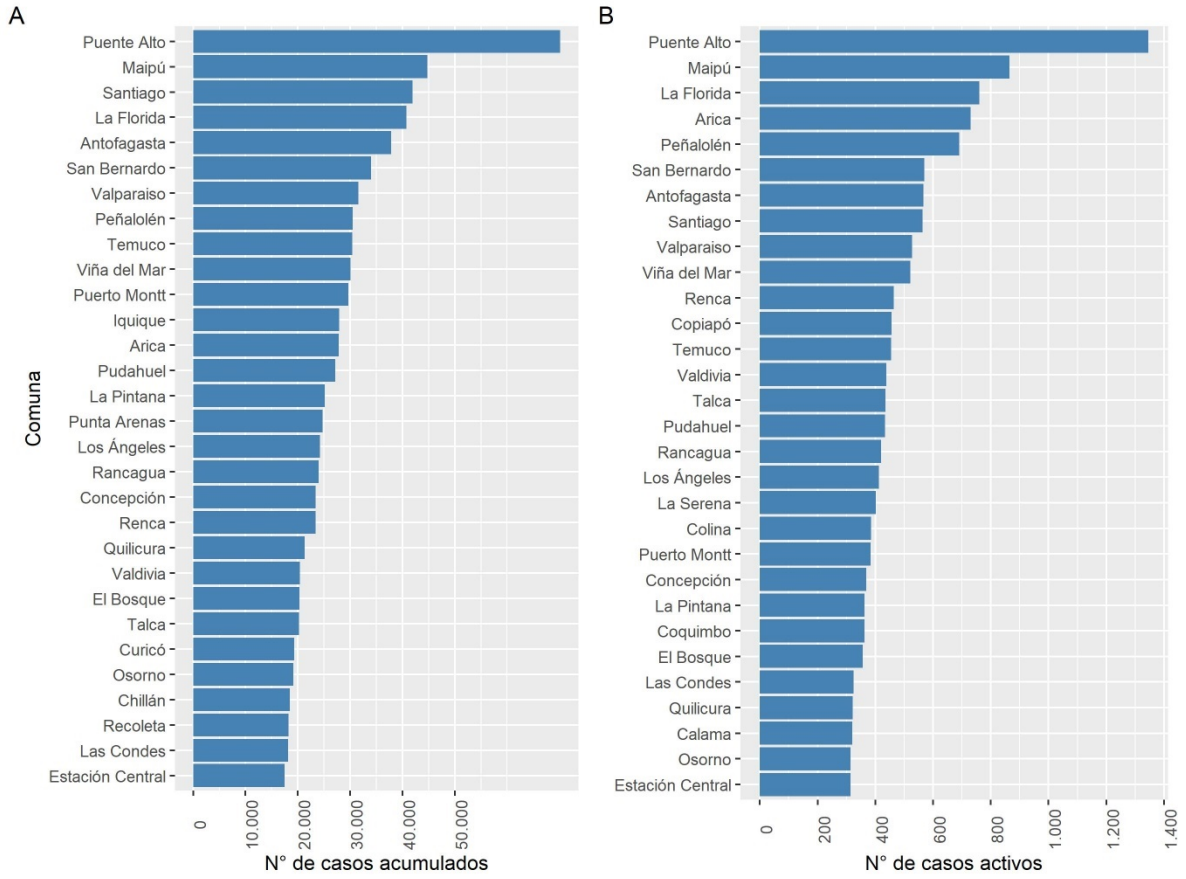 A
Comuna
Puente Alto
Maipú
Santiago
La Florida
Antofagasta
San Bernardo
Valparaiso
Peñalolén
Temuco
Viña del Mar
Puerto Montt
Iquique
Arica
Pudahuel
La Pintana
Punta Arenas
Los Ángeles
Rancagua
Concepción
Renca
Quilicura
Valdivia
El Bosque
Talca
Curicó
Osorno
Chillán
Recoleta
Las Condes
Estación Central
0
10.000
20.000
30.000
40.000
50.000
N° de casos acumulados
B
Puente Alto
Maipú
La Florida
Arica
Peñalolén
San Bernardo
Antofagasta
Santiago
Valparaiso
Viña del Mar
Renca
Copiapó
Temuco
Valdivia
Talca
Pudahuel
Rancagua
Los Ángeles
La Serena
Colina
Puerto Montt
Concepción
La Pintana
Coquimbo
El Bosque
Las Condes
Quilicura
Calama
Osorno
Estación Central
0
200
400
600
800
1.000
1.200
1.400
N° de casos activos